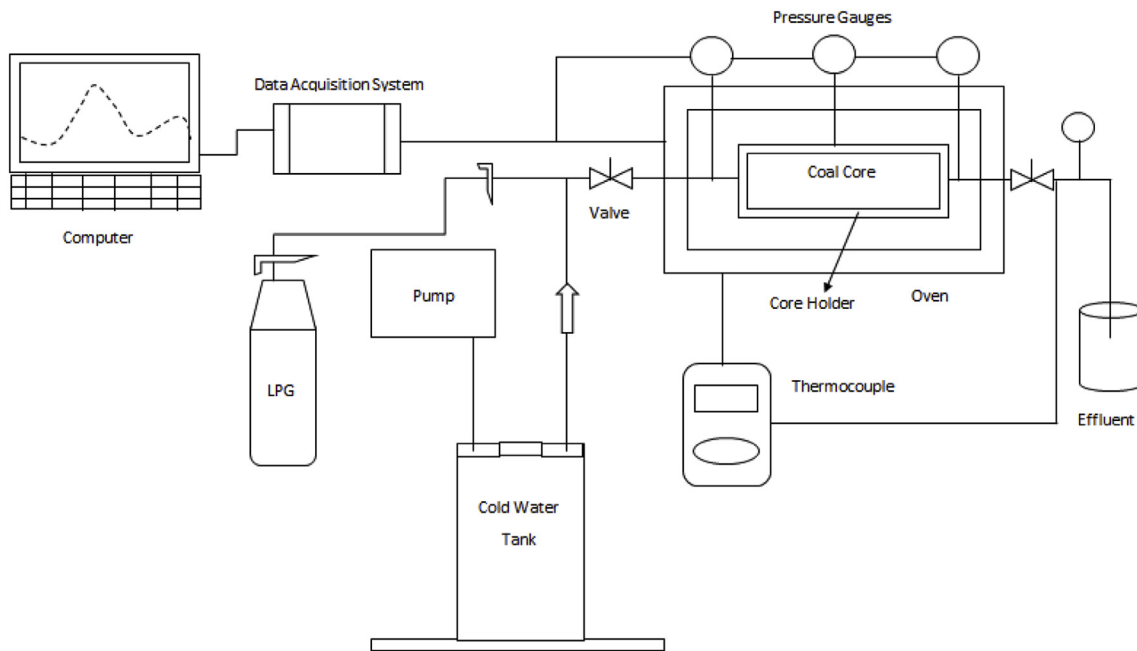 Pressure Gauges
Data Acquisition System
Coal Core
Valve
Computer
Pump
Core Holder
Oven
LPG
Thermocouple
Effluent
Cold Water
Tank